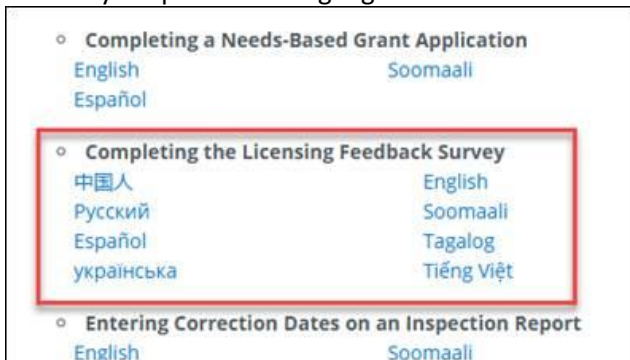 Completing a Needs-Based Grant Application
English Soomaali
Español
Completing the Licensing Feedback Survey
中国人 English
Русский Soomaali
Español Tagalog
українська Tiếng Việt
Entering Correction Dates on an Inspection Report
English Soomaali